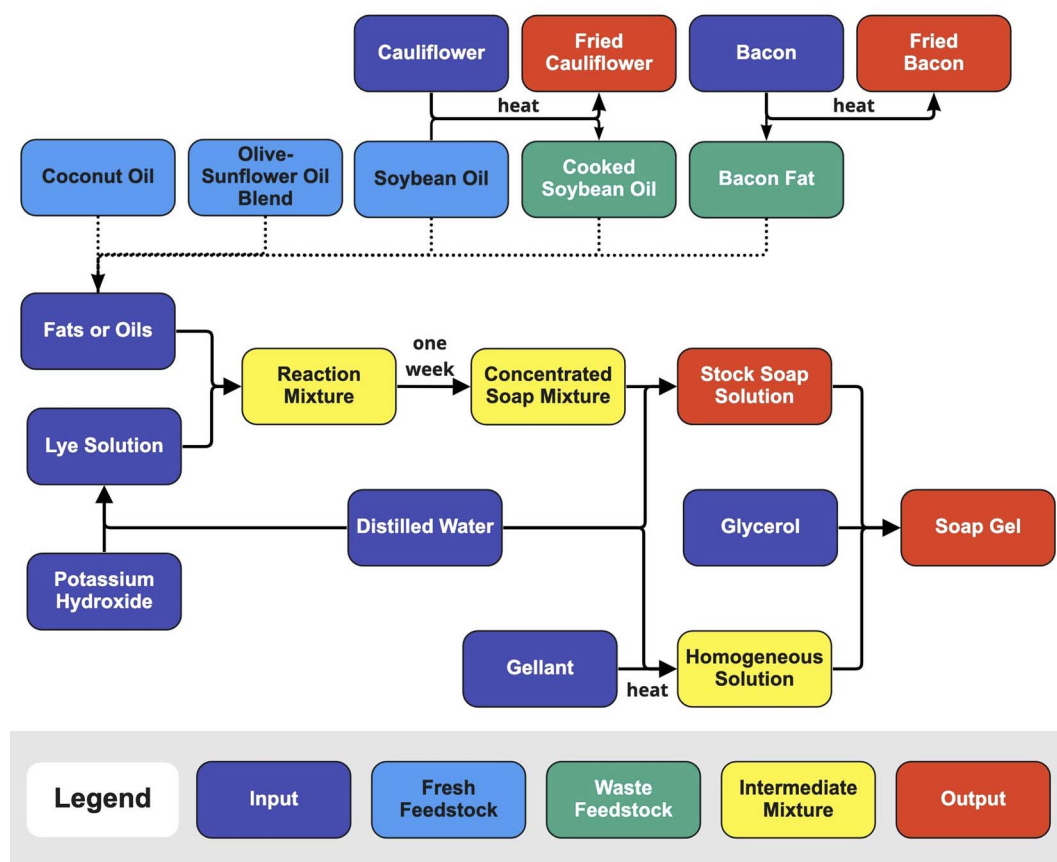 Cauliflower
Fried
Cauliflower
Bacon
Fried
Bacon
heat
heat
Coconut Oil
Olive-
Sunflower Oil
Blend
Soybean Oil
Cooked
Soybean Oil
Bacon Fat
Fats or Oils
one
week
Reaction
Mixture
Concentrated
Soap Mixture
Stock Soap
Solution
Lye Solution
Distilled Water
Glycerol
Soap Gel
Potassium
Hydroxide
Gellant
heat
Homogeneous
Solution
Legend
Input
Fresh
Feedstock
Waste
Feedstock
Intermediate
Mixture
Output